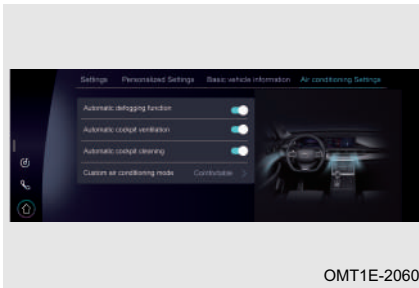 Settings Personalized Settings Basic vehicle information Air conditioning Settings
Automatic defogging function
Automatic cockpit ventilation
Automatic cockpit cleaning
Custom air conditioning mode Comfortable >
OMT1E-2060